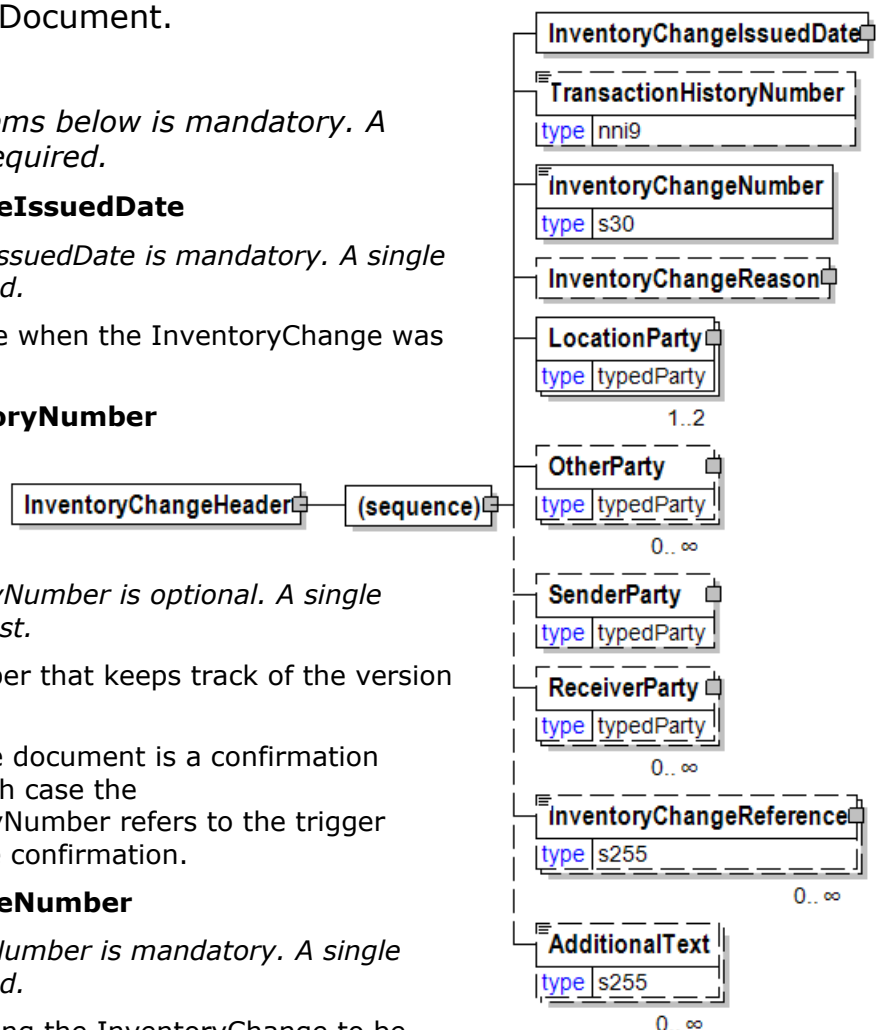 Document.
ms below is mandatory. A
equired.
eIssuedDate
ssuedDate is mandatory. A single
d.
e when the InventoryChange was
oryNumber
yNumber is optional. A single
st.
ber that keeps track of the version
e document is a confirmation
h case the
yNumber refers to the trigger
confirmation.
eNumber
Number is mandatory. A single
d.
ng the InventoryChange to be
InventoryChangeHeader
(sequence)
InventoryChangeIssuedDate
TransactionHistoryNumber
type nni9
InventoryChangeNumber
type s30
InventoryChangeReason
LocationParty
type typedParty
1..2
OtherParty
type typedParty
0.. ∞
SenderParty
type typedParty
ReceiverParty
type typedParty
0.. ∞
InventoryChangeReference
type s255
0.. ∞
AdditionalText
type s255
0.. ∞